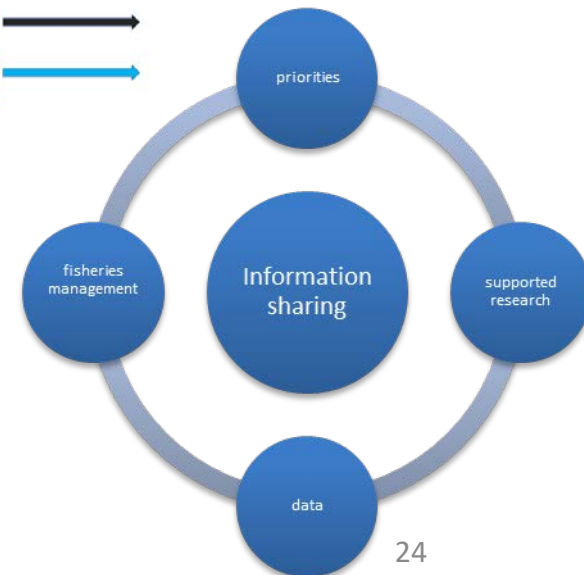 priorities
fisheries
management
Information
sharing
supported
research
data
24